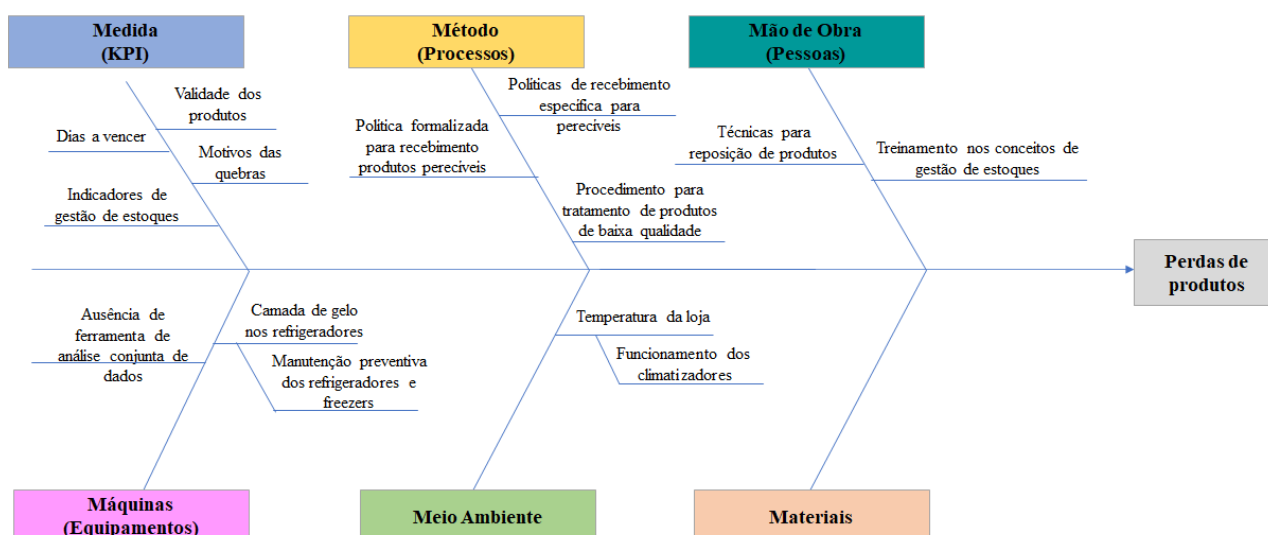 Medida
(KPI)
Método
(Processos)
Mão de Obra
(Pessoas)
Validade dos
produtos
Dias a vencer
Motivos das
quebras
Indicadores de
gestão de estoques
Políticas de recebimento
específica para
perecíveis
Política formalizada
para recebimento
produtos perecíveis
Procedimento para
tratamento de produtos
de baixa qualidade
Técnicas para
reposição de produtos
Treinamento nos conceitos de
gestão de estoques
Perdas de
produtos
Ausência de
ferramenta de
análise conjunta de
dados
Camada de gelo
nos refrigeradores
Manutenção preventiva
dos refrigeradores e
freezers
Temperatura da loja
Funcionamento dos
climatizadores
Máquinas
(Equipamentos)
Meio Ambiente
Materiais